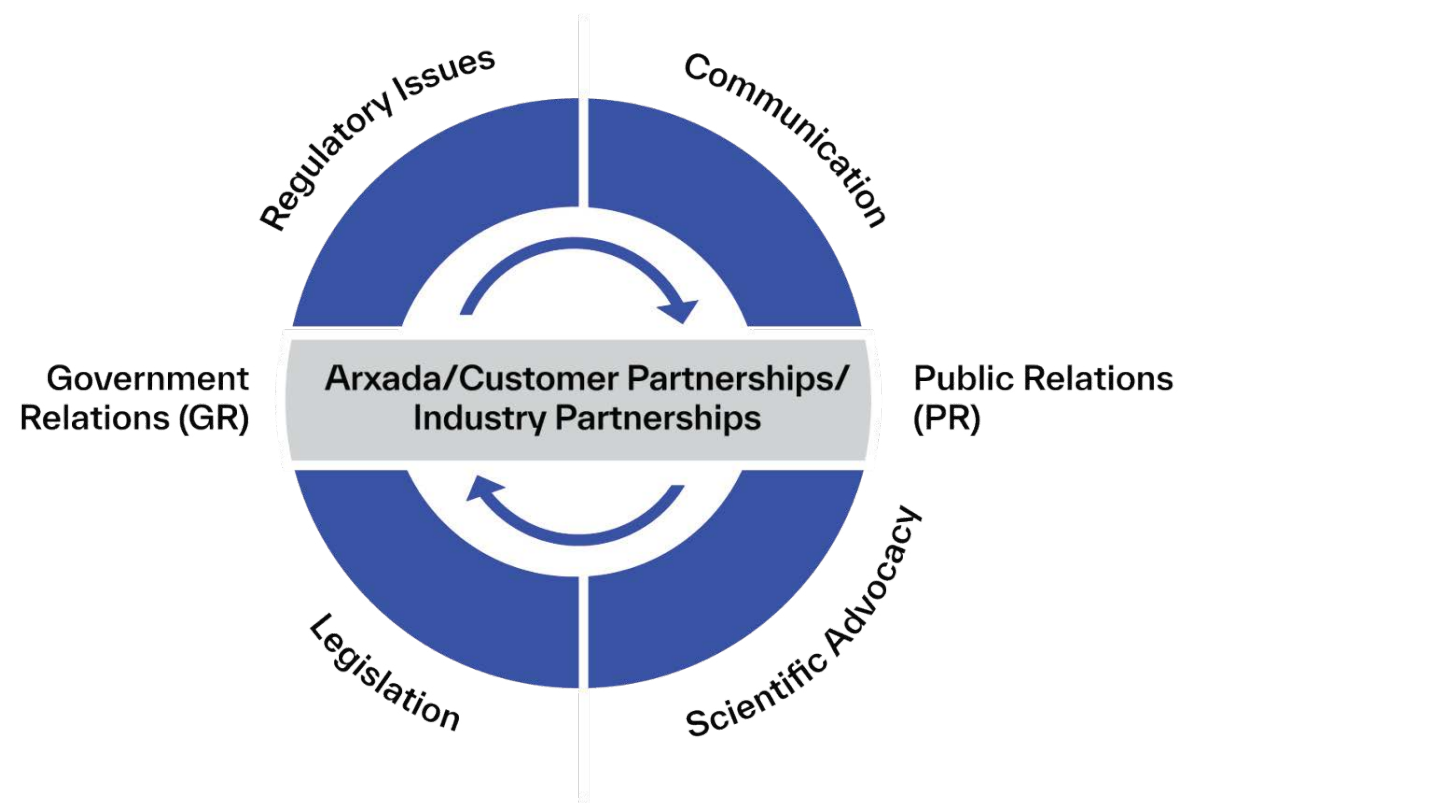 Regulatory Issues
Communication
Government
Relations (GR)
Arxada/Customer Partnerships/
Industry Partnerships
Public Relations
(PR)
Legislation
Scientific Advocacy